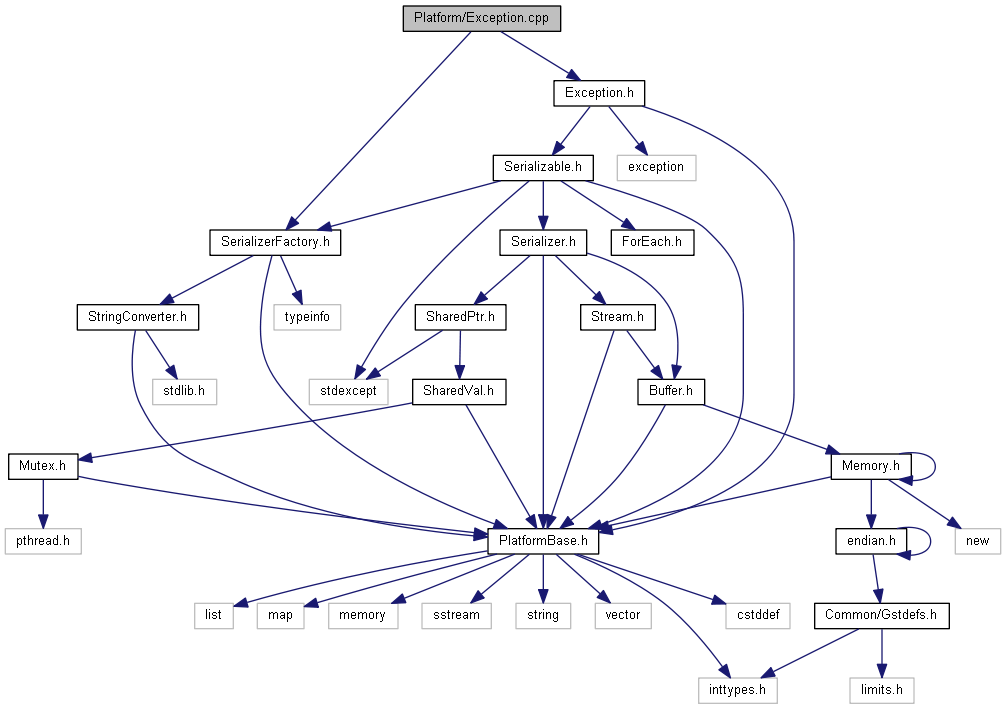 Platform/Exception.cpp
Exception.h
Serializable.h
exception
SerializerFactory.h
Serializer.h
ForEach.h
StringConverter.h
typeinfo
SharedPtr.h
Stream.h
stdlib.h
stdexcept
SharedVal.h
Buffer.h
Mutex.h
Memory.h
pthread.h
PlatformBase.h
endian.h
new
list
map
memory
sstream
string
vector
cstddef
Common/Gstdefs.h
inttypes.h
limits.h